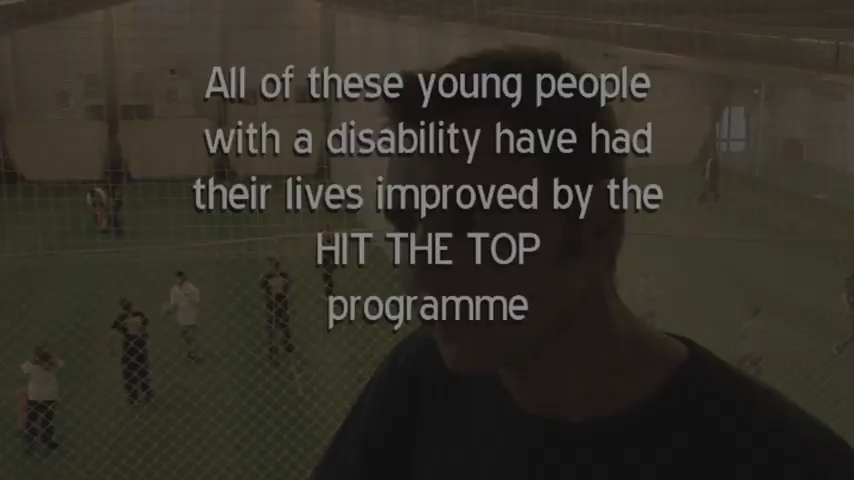 All of these young people
with a disability have had
their lives improved by the
HIT THE TOP
programme